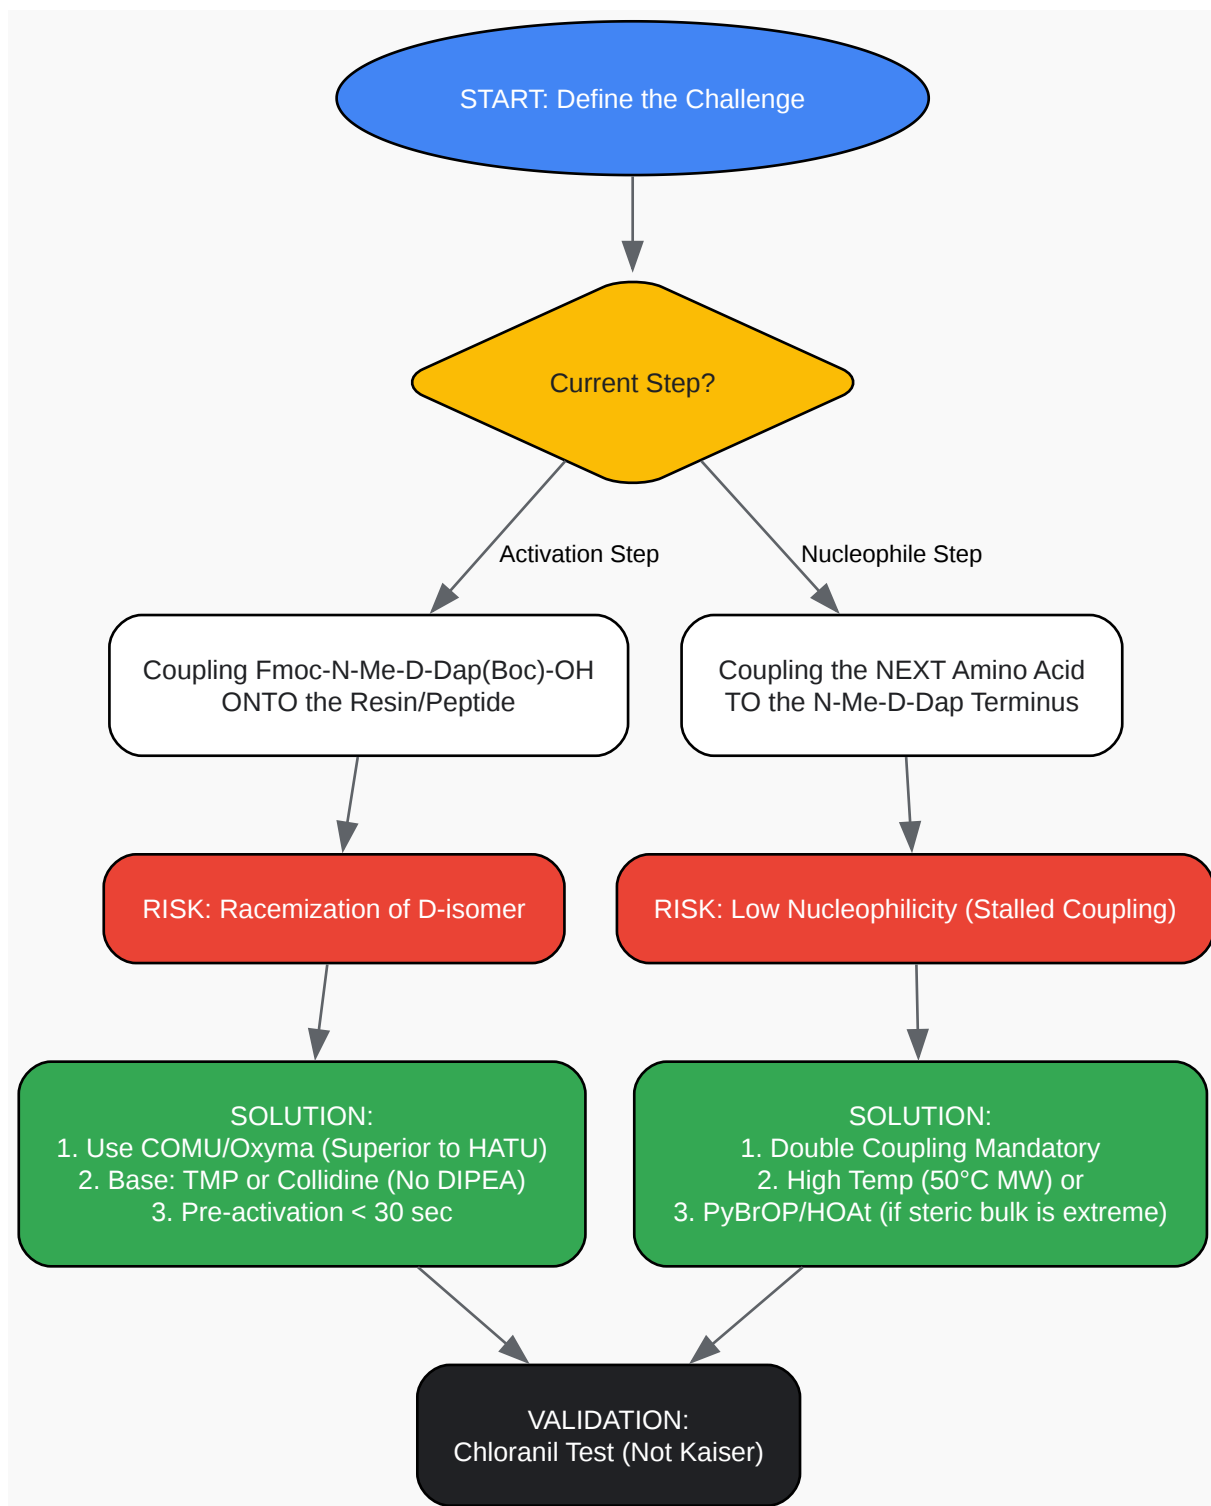 START: Define the Challenge
Current Step?
Activation Step
Nucleophile Step
Coupling Fmoc-N-Me-D-Dap(Boc)-OH
ONTO the Resin/Peptide
Coupling the NEXT Amino Acid
TO the N-Me-D-Dap Terminus
RISK: Racemization of D-isomer
RISK: Low Nucleophilicity (Stalled Coupling)
SOLUTION:
1. Use COMU/Oxyma (Superior to HATU)
2. Base: TMP or Collidine (No DIPEA)
3. Pre-activation < 30 sec
SOLUTION:
1. Double Coupling Mandatory
2. High Temp (50°C MW) or
3. PyBrOP/HOAt (if steric bulk is extreme)
VALIDATION:
Chloranil Test (Not Kaiser)